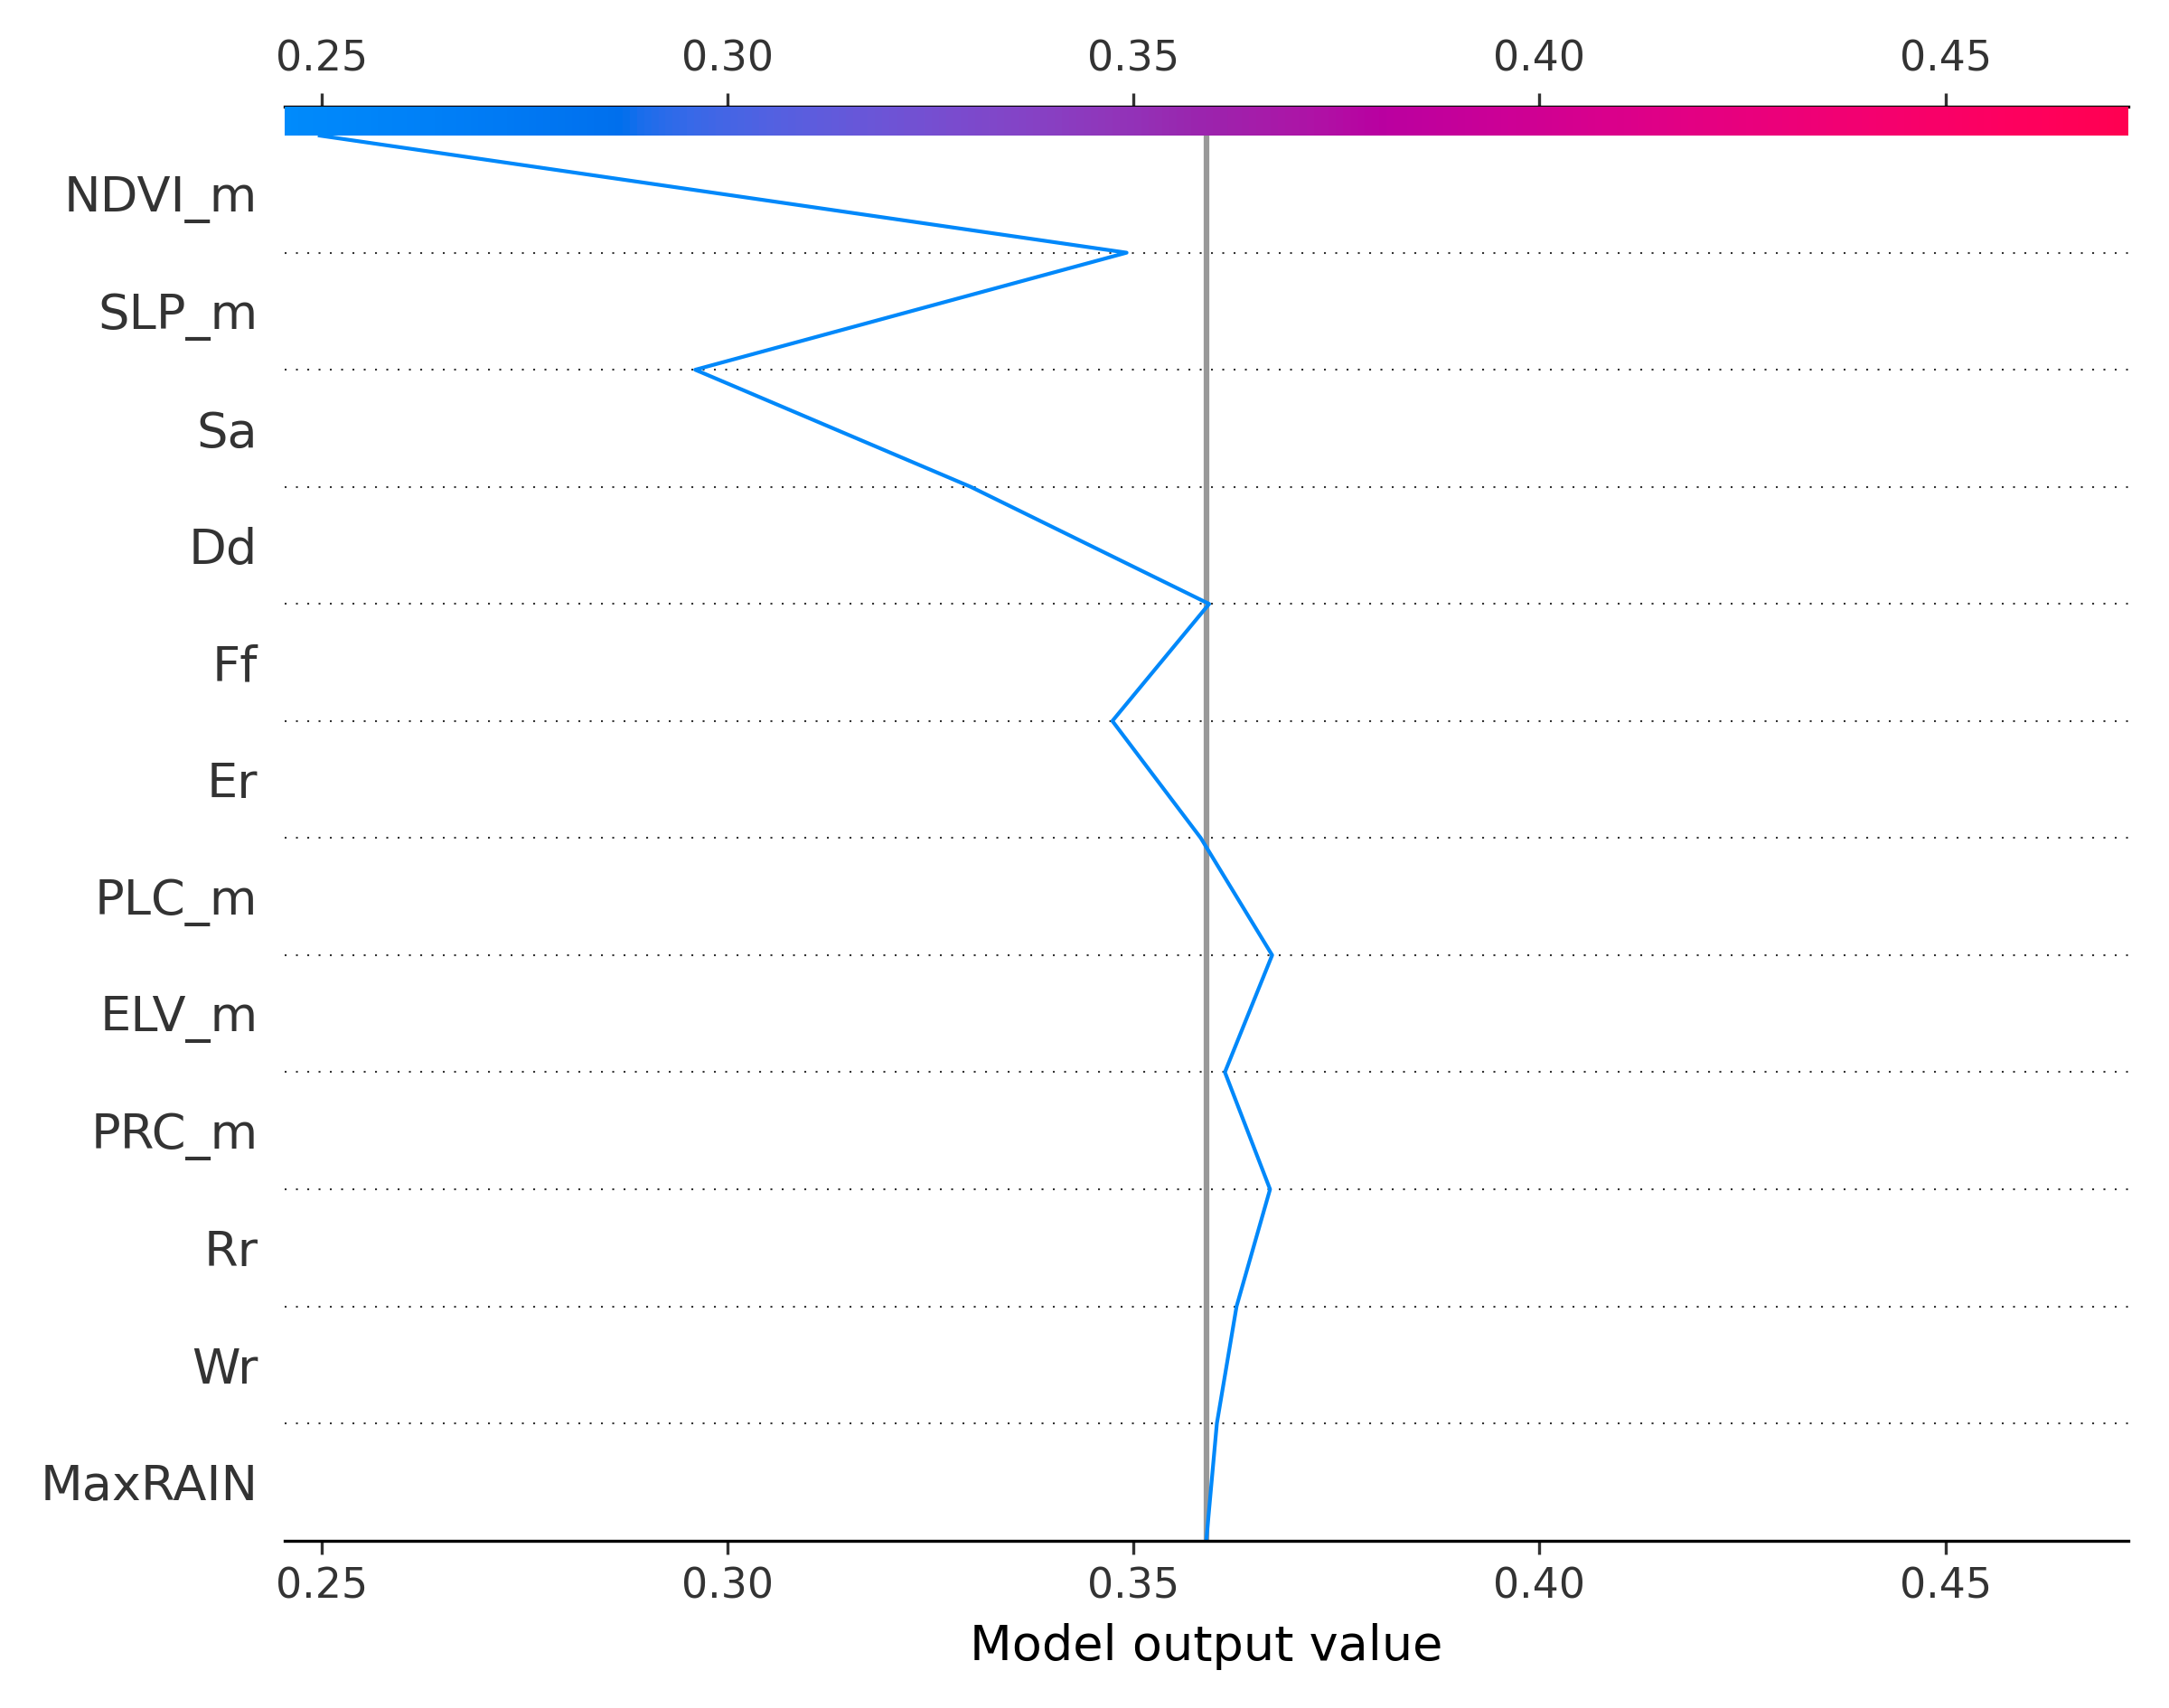 0.25 0.30 0.35 0.40 0.45
NDVI_m
SLP_m
Sa
Dd
Ff
Er
PLC_m
ELV_m
PRC_m
Rr
Wr
MaxRAIN
0.25 0.30 0.35 0.40 0.45
Model output value